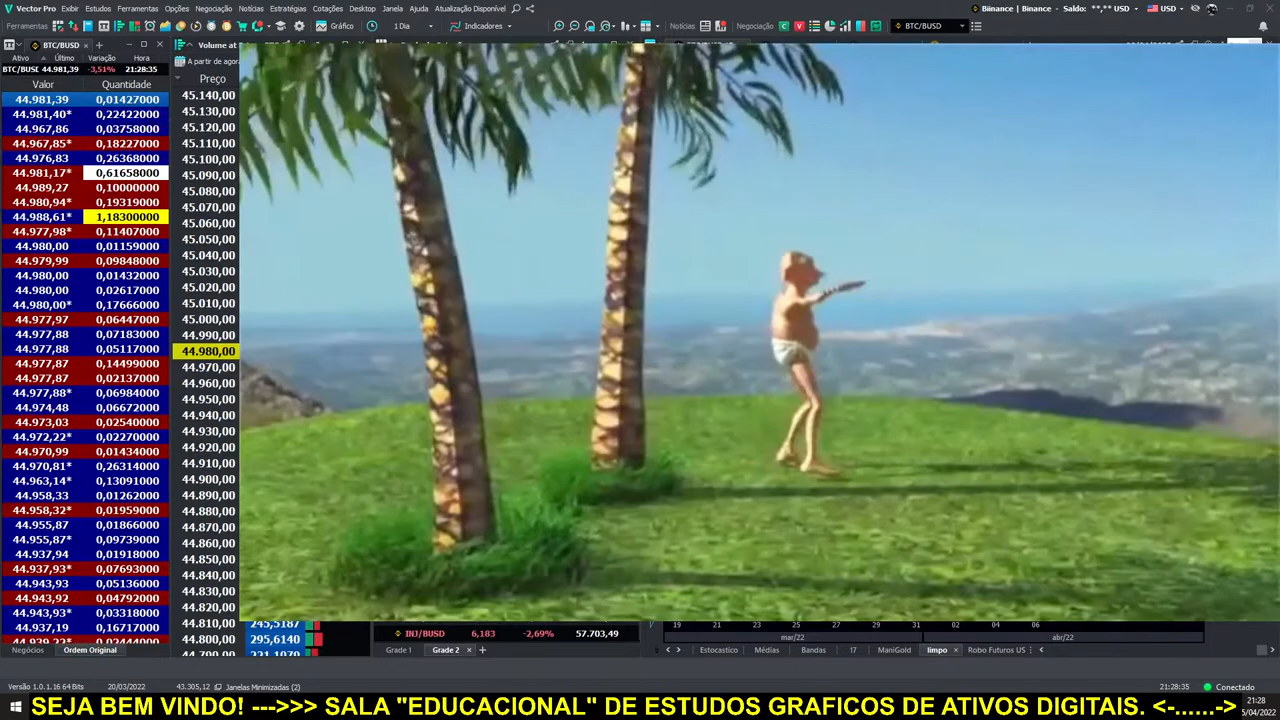 Vector Pro Exibir Estudos Ferramentas Opções Negociação Estratégias Cotações Desktop Janela Ajuda Atualização Disponível Binance | Binance Saldo: **,** USD USD
Ferramentas Gráfico 1 Dia Indicadores Notícias Negociação BTC/BUSD
BTC/BUSD Volume at
Ativo Último Variação Hora A partir de agor
BTC/BUSD 44.981,39 -3,51% 21:28:35
Valor Quantidade Preço
44.981,39 0,01427000 45.140,00
44.981,40* 0,22422000 45.130,00
44.967,86 0,03758000 45.120,00
44.967,85* 0,18227000 45.110,00
44.976,83 0,26368000 45.100,00
44.981,17* 0,61658000 45.090,00
44.989,27 0,10000000 45.080,00
44.980,94* 0,19319000 45.070,00
44.988,61* 1,18300000 45.060,00
44.977,98* 0,11407000 45.050,00
44.980,00 0,01159000 45.040,00
44.979,99 0,09848000 45.030,00
44.980,00 0,01432000 45.020,00
44.980,00 0,02617000 45.010,00
44.980,00* 0,17666000 45.000,00
44.977,97 0,06447000 44.990,00
44.977,88 0,07183000 44.980,00
44.977,88 0,05117000 44.970,00
44.977,87 0,14499000 44.960,00
44.977,87 0,02137000 44.950,00
44.977,88* 0,06984000 44.940,00
44.974,48 0,06672000 44.930,00
44.973,03 0,02540000 44.920,00
44.972,22* 0,02270000 44.910,00
44.970,99 0,01434000 44.900,00
44.970,81* 0,26314000 44.890,00
44.963,14* 0,13091000 44.880,00
44.958,33 0,01262000 44.870,00
44.958,32* 0,01959000 44.860,00
44.955,87 0,01866000 44.850,00
44.955,87* 0,09739000 44.840,00
44.937,94 0,01918000 44.830,00
44.937,93* 0,07693000 44.820,00
44.943,93 0,05136000 44.810,00
44.943,92 0,04792000 44.800,00
44.943,93* 0,03318000
44.937,19 0,16717000
44.939,22* 0,02444000 44.790,00
245,5187
295,6140
221,1070
INJ/BUSD 6,183 -2,69% 57.703,49
19 21 23 25 27 29 31 02 04 06
mar/22 abr/22
Negócios Ordem Original Grade 1 Grade 2 + Estocastico Médias Bandas 17 ManiGold limpo Robo Futuros US
Versão 1.0.1.16 64 Bits 20/03/2022 43.305,12 Janelas Minimizadas (2) 21:28:35 Conectado
SEJA BEM VINDO! --->>> SALA "EDUCACIONAL" DE ESTUDOS GRAFICOS DE ATIVOS DIGITAIS. <-......->
21:28
5/04/2022